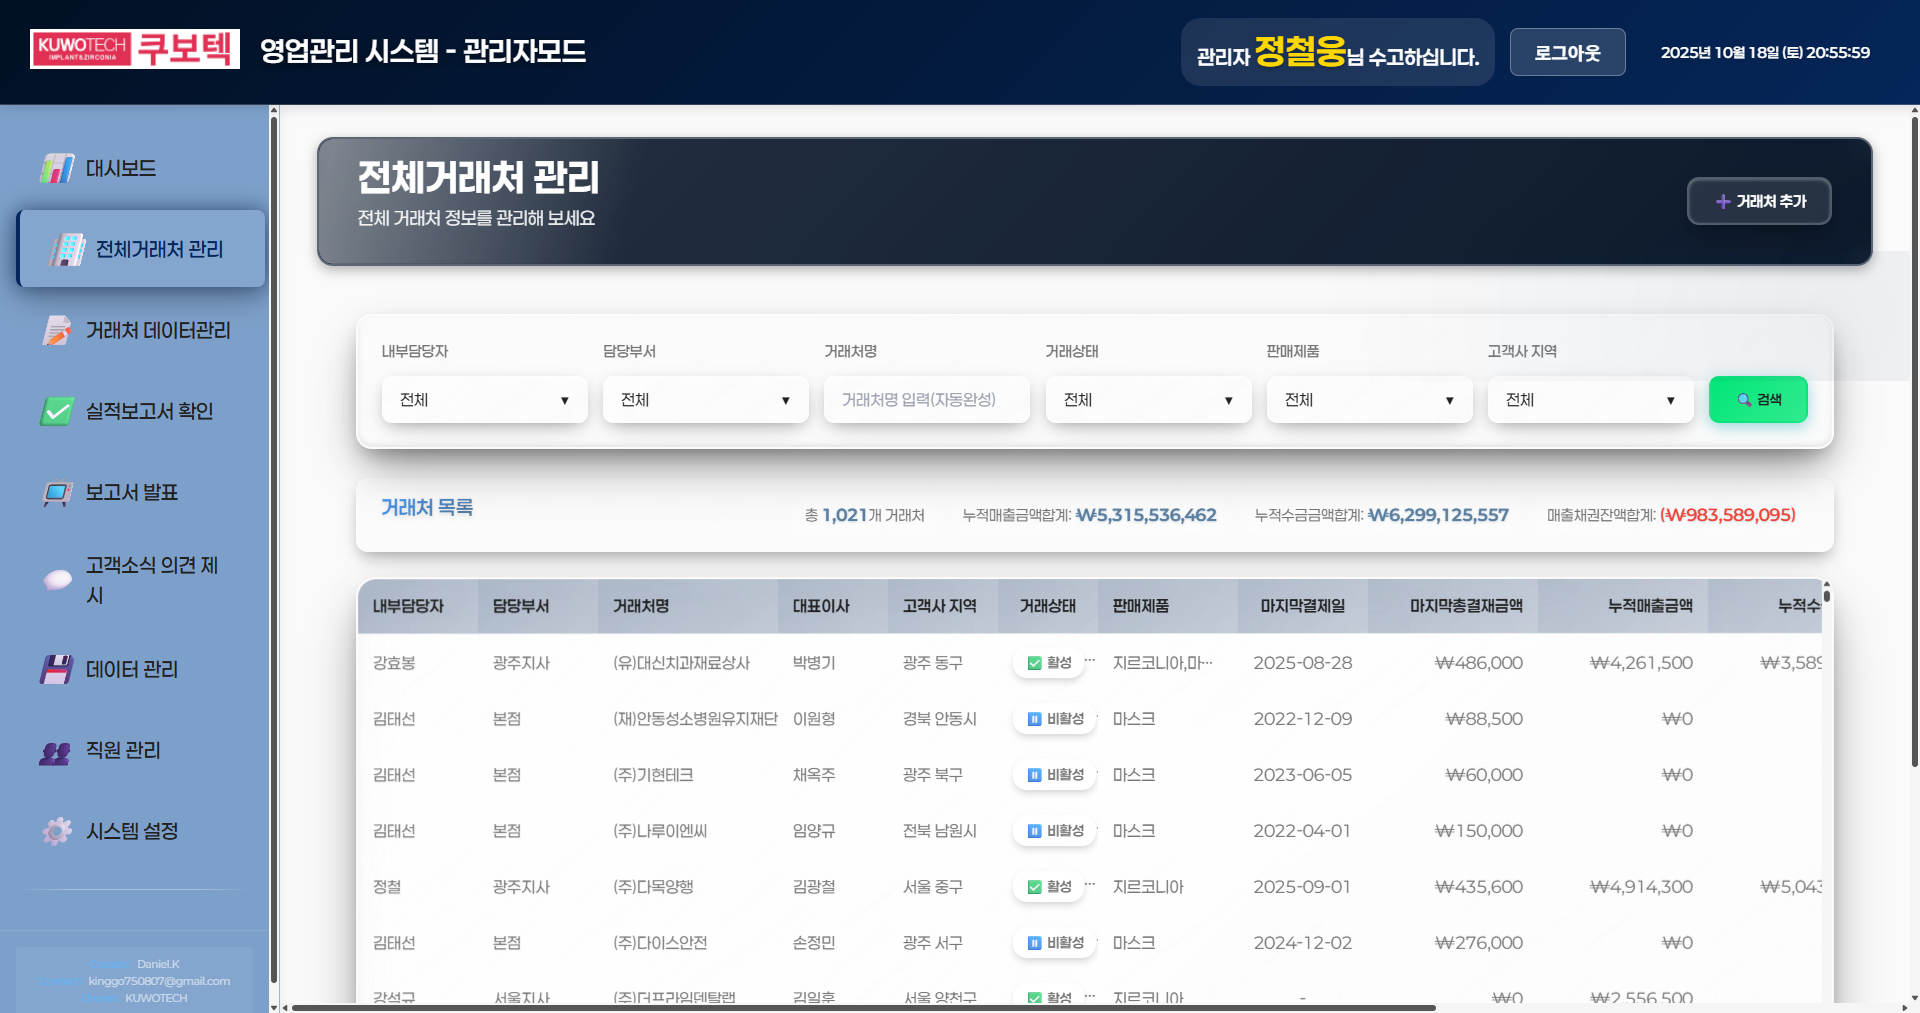 KUWOTECH 쿠보텍
IMPLANT&ZIRCONIA
영업관리 시스템 - 관리자모드
관리자 정철웅님 수고하십니다.
로그아웃
2025년 10월 18일 (토) 20:55:59
대시보드
전체거래처 관리
거래처 데이터관리
실적보고서 확인
보고서 발표
고객소식 의견 제
시
데이터 관리
직원 관리
시스템 설정
Daniel.K
kinggo750807@gmail.com
KUWOTECH
전체거래처 관리
전체 거래처 정보를 관리해 보세요
거래처 추가
내부담당자 담당부서 거래처명 거래상태 판매제품 고객사 지역
전체 ▼ 전체 ▼ 거래처명 입력(자동완성) 전체 ▼ 전체 ▼ 전체 ▼ 검색
거래처 목록
총 1,021개 거래처 누적매출금액합계: ₩5,315,536,462 누적수금금액합계: ₩6,299,125,557 매출채권잔액합계: (₩983,589,095)
내부담당자 담당부서 거래처명 대표이사 고객사 지역 거래상태 판매제품 마지막결제일 마지막총결재금액 누적매출금액 누적수
강효봉 광주지사 (유)대신치과재료상사 박병기 광주 동구 활성 ... 지르코니아,마... 2025-08-28 ₩486,000 ₩4,261,500 ₩3,589
김태선 본점 (재)안동성소병원유지재단 이원형 경북 안동시 비활성 마스크 2022-12-09 ₩88,500 ₩0
김태선 본점 (주)기현테크 채옥주 광주 북구 비활성 마스크 2023-06-05 ₩60,000 ₩0
김태선 본점 (주)나루이엔씨 임양규 전북 남원시 비활성 마스크 2022-04-01 ₩150,000 ₩0
정철 광주지사 (주)다목양행 김광철 서울 중구 활성 ... 지르코니아 2025-09-01 ₩435,600 ₩4,914,300 ₩5,043
김태선 본점 (주)다이스안전 손정민 광주 서구 비활성 마스크 2024-12-02 ₩276,000 ₩0
강석규 서울지사 (주)더프라임덴탈랩 김일훈 서울 양천구 활성 ... 지르코니아 - ₩0 ₩2,556,500